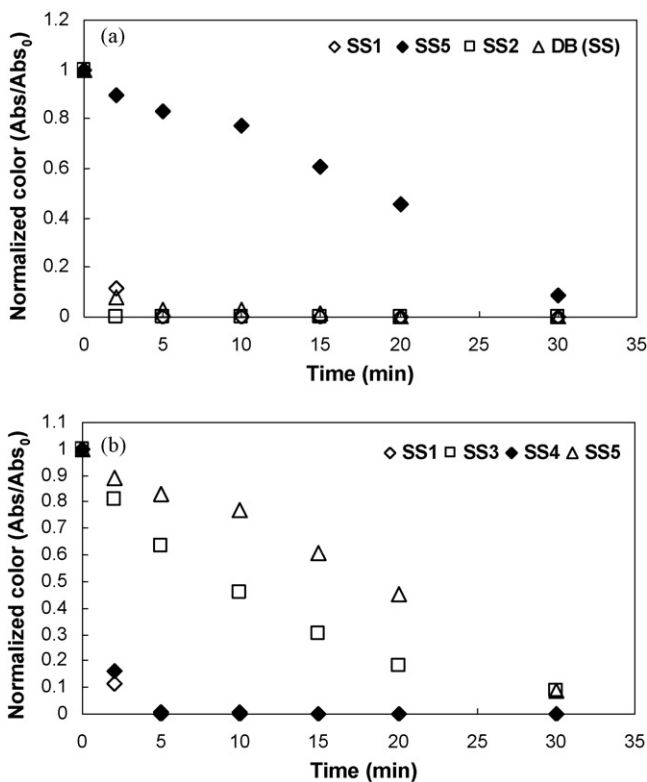 (a)
SS1 SS5 SS2 DB (SS)
Normalized color (Abs/Abs₀)
1.2
1
0.8
0.6
0.4
0.2
0
0 5 10 15 20 25 30 35
Time (min)
(b)
SS1 SS3 SS4 SS5
Normalized color (Abs/Abs₀)
1.1
1
0.9
0.8
0.7
0.6
0.5
0.4
0.3
0.2
0.1
0
0 5 10 15 20 25 30 35
Time (min)